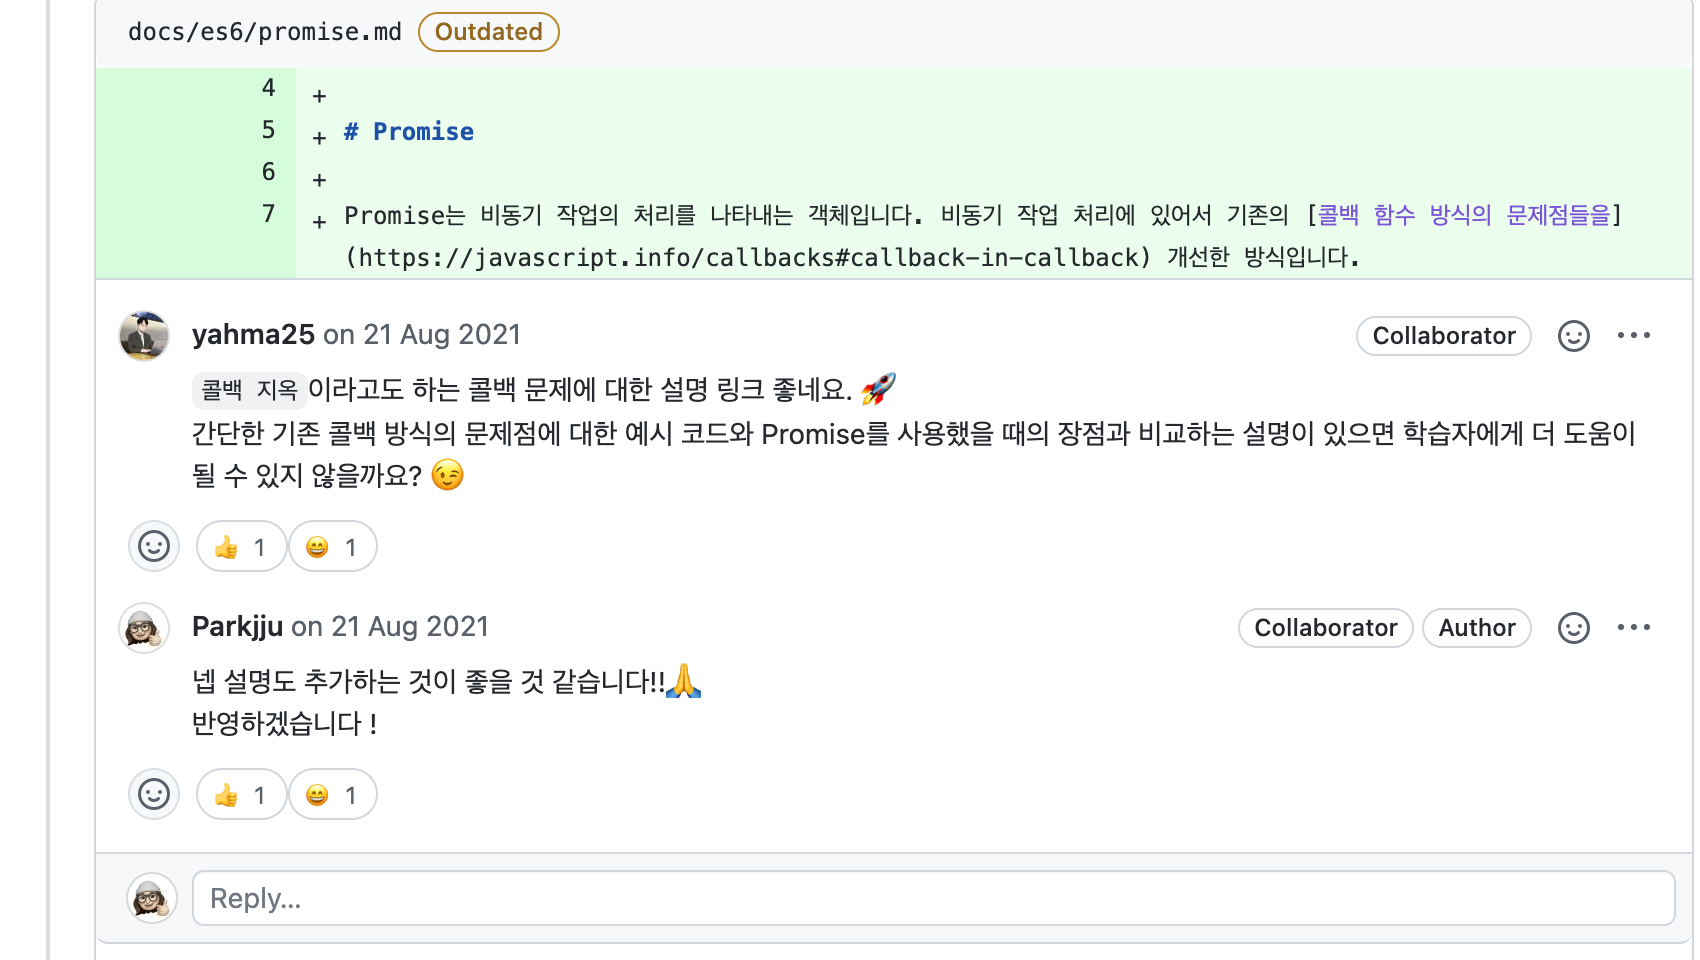 docs/es6/promise.md Outdated
4 +
5 + # Promise
6 +
7 + Promise는 비동기 작업의 처리를 나타내는 객체입니다. 비동기 작업 처리에 있어서 기존의 [콜백 함수 방식의 문제점들을]
(https://javascript.info/callbacks#callback-in-callback) 개선한 방식입니다.
yahma25 on 21 Aug 2021 Collaborator
콜백 지옥이라고도 하는 콜백 문제에 대한 설명 링크 좋네요. 🚀
간단한 기존 콜백 방식의 문제점에 대한 예시 코드와 Promise를 사용했을 때의 장점과 비교하는 설명이 있으면 학습자에게 더 도움이
될 수 있지 않을까요? 😉
👍 1 😄 1
Parkjju on 21 Aug 2021 Collaborator Author
넵 설명도 추가하는 것이 좋을 것 같습니다!!🙏
반영하겠습니다 !
👍 1 😄 1
Reply...